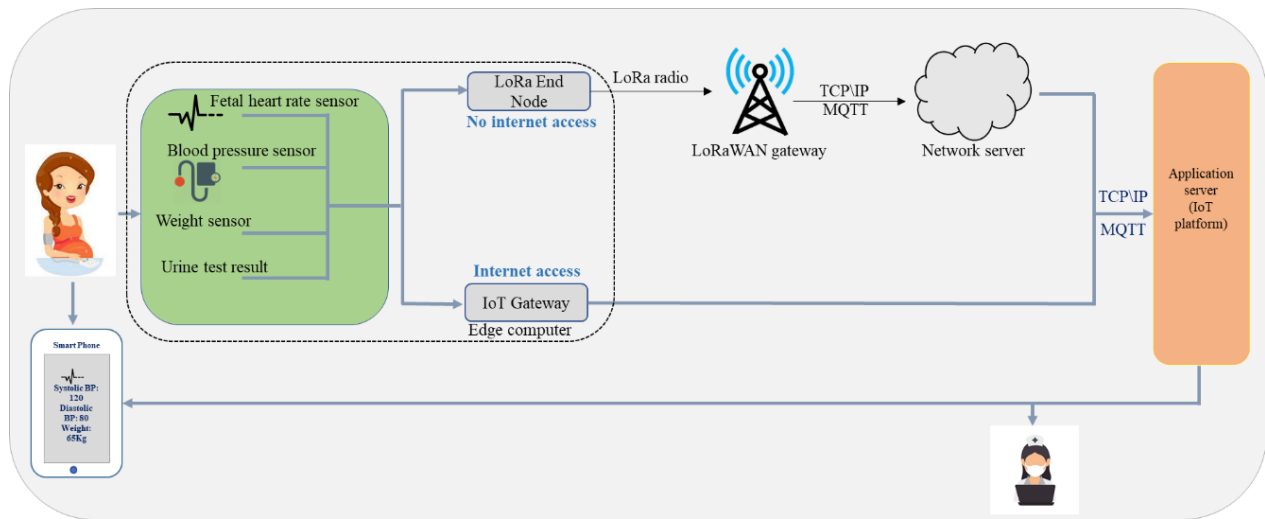 Fetal heart rate sensor
Blood pressure sensor
Weight sensor
Urine test result
LoRa End
Node
No internet access
LoRa radio
LoRaWAN gateway
TCP\IP
MQTT
Network server
Internet access
IoT Gateway
Edge computer
TCP\IP
MQTT
Application
server
(IoT
platform)
Smart Phone
Systolic BP:
120
Diastolic
BP: 80
Weight:
65Kg